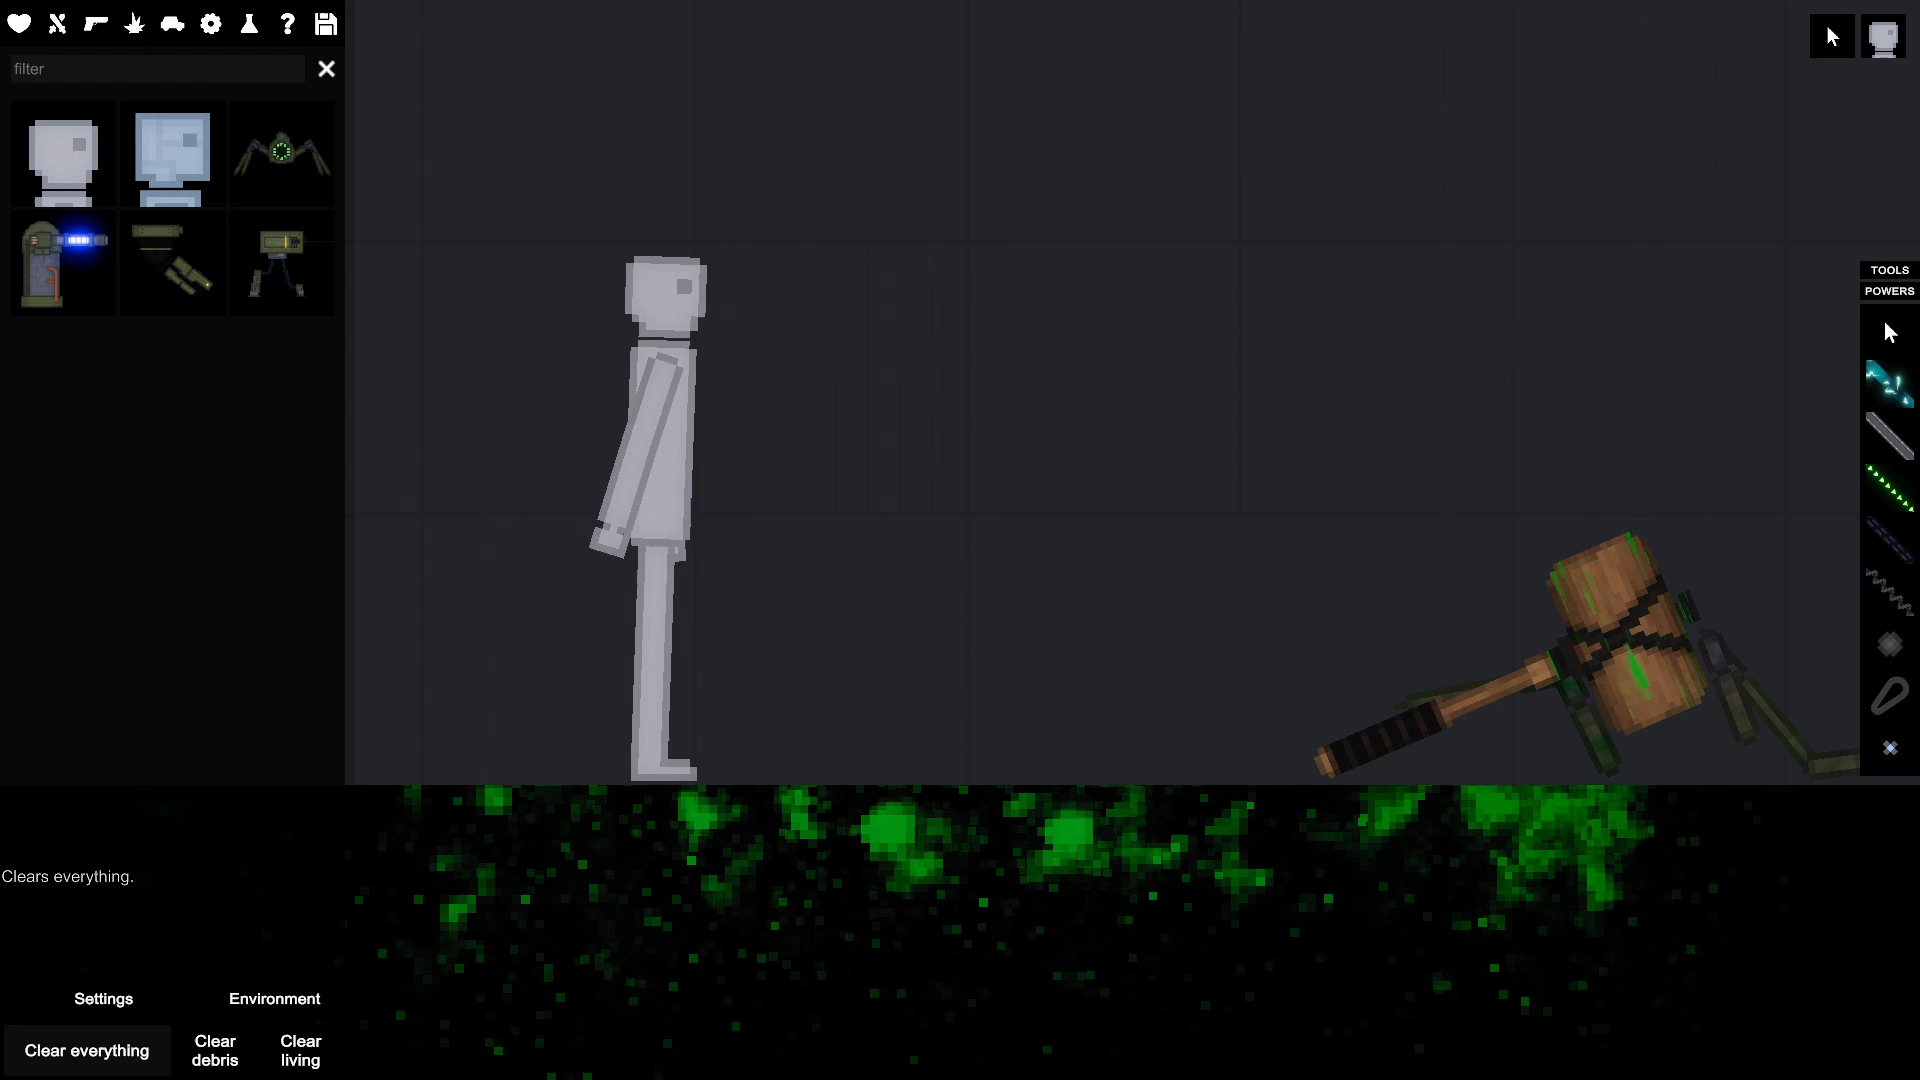 filter
TOOLS
POWERS
Clears everything.
Settings
Environment
Clear everything
Clear
debris
Clear
living